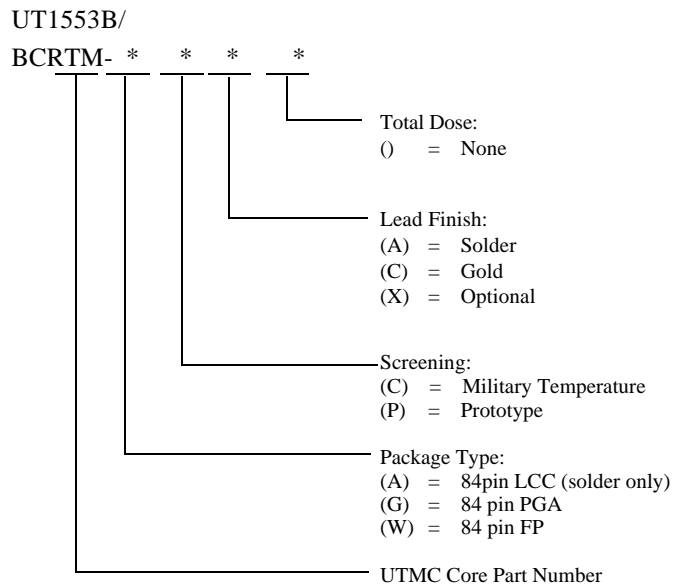 UT1553B/
BCRTM- * * * *
Total Dose:
() = None
Lead Finish:
(A) = Solder
(C) = Gold
(X) = Optional
Screening:
(C) = Military Temperature
(P) = Prototype
Package Type:
(A) = 84pin LCC (solder only)
(G) = 84 pin PGA
(W) = 84 pin FP
UTMC Core Part Number